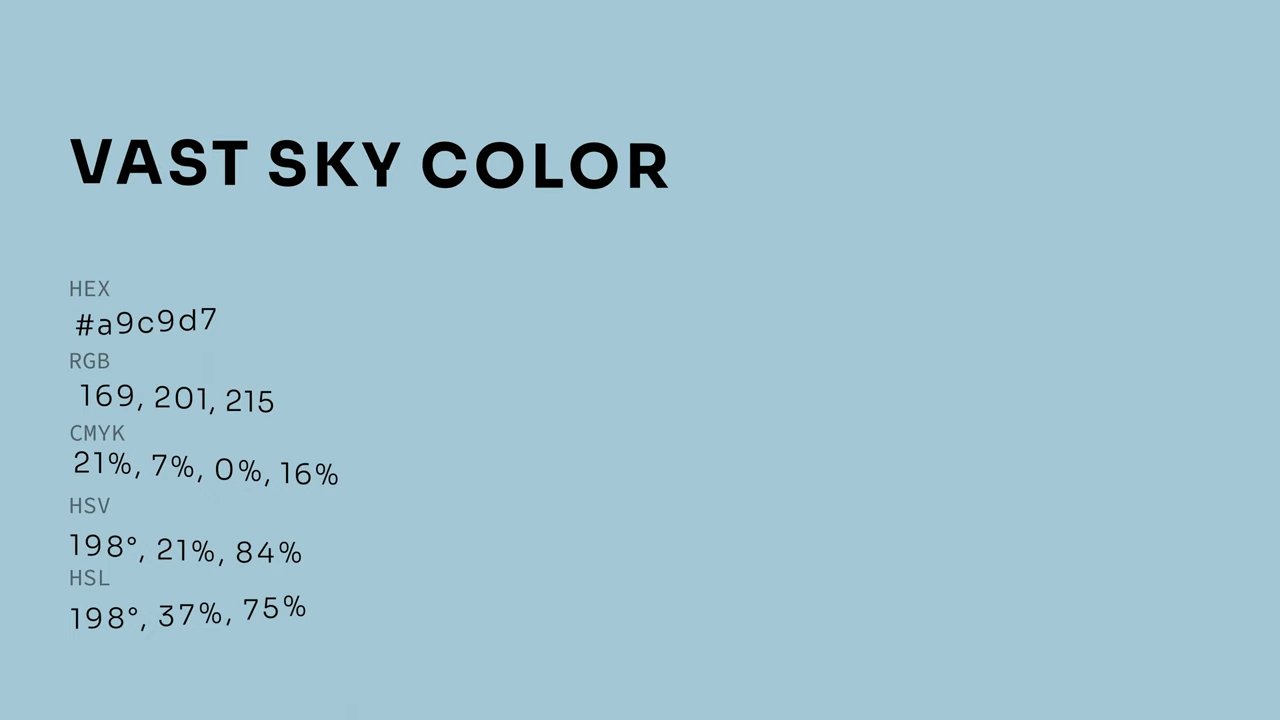 VAST SKY COLOR
HEX
#a9c9d7
RGB
169, 201, 215
CMYK
21%, 7%, 0%, 16%
HSV
198°, 21%, 84%
HSL
198°, 37%, 75%